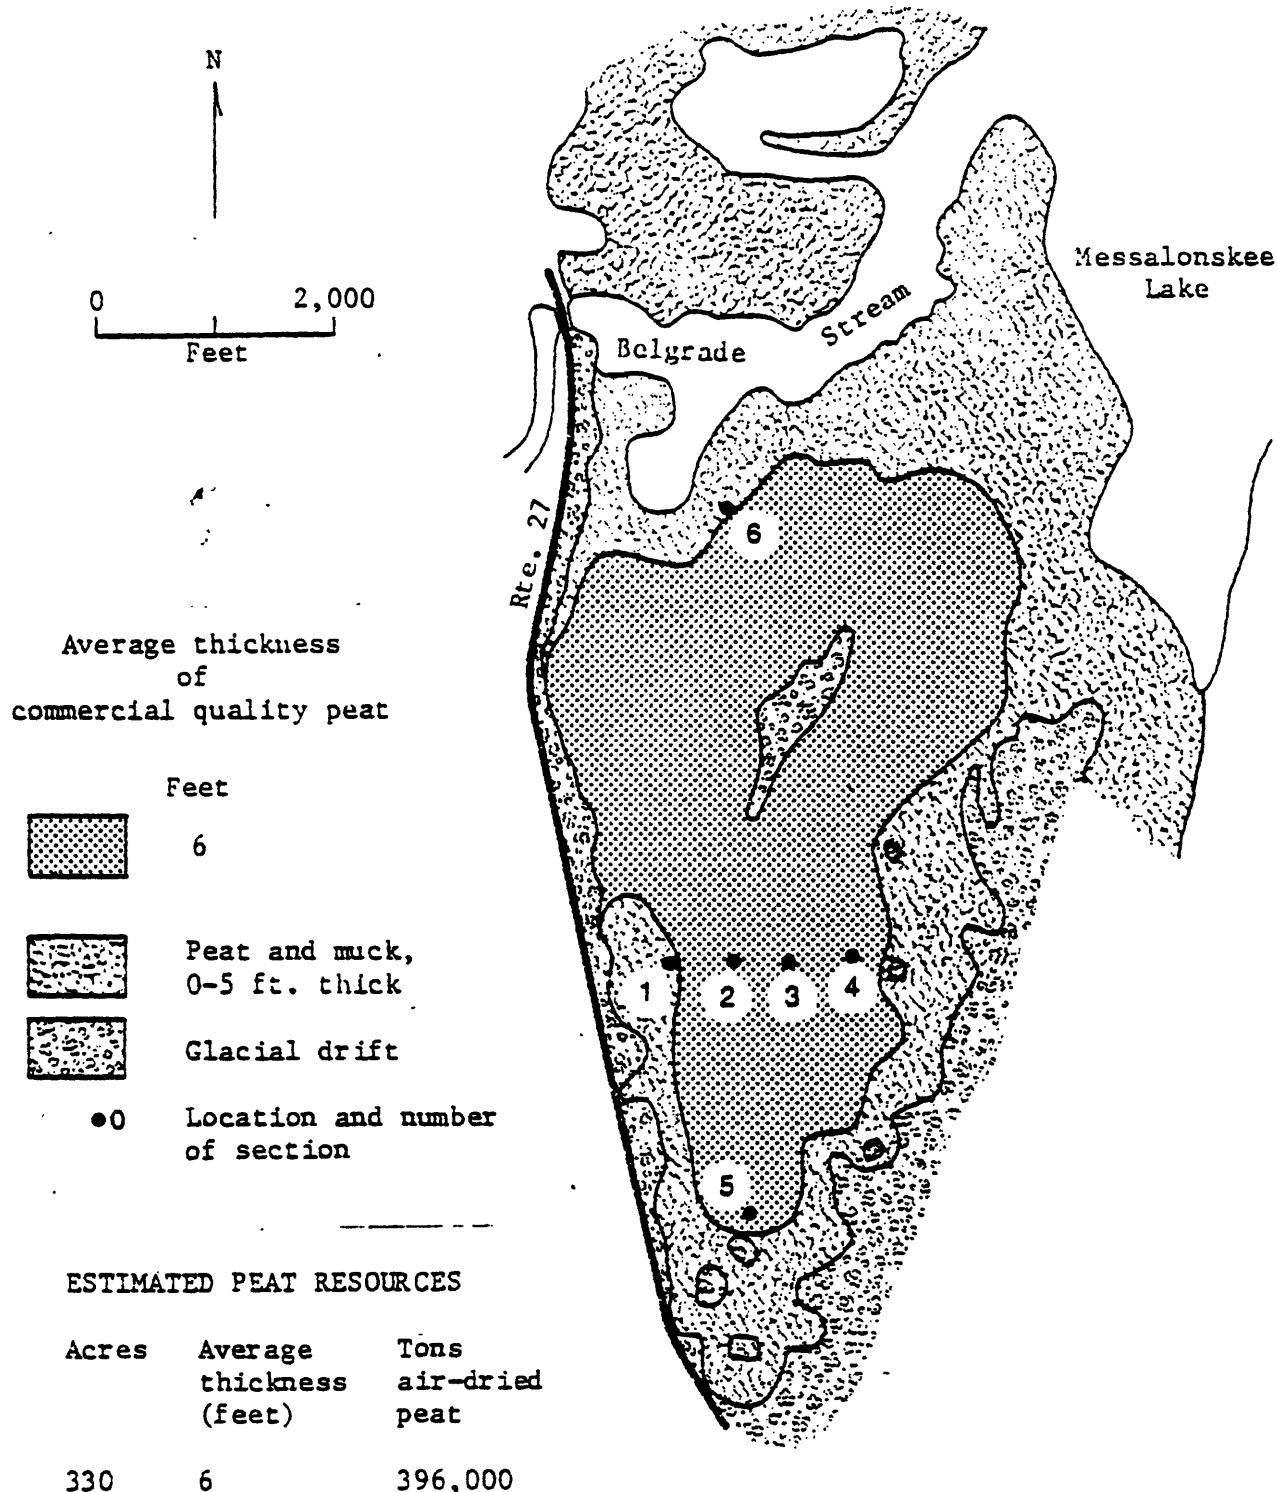 N
0 2,000
Feet
Messalonskee
Lake
Belgrade
Stream
Rte. 27
6
1
2
3
4
5
Average thickness
of
commercial quality peat
Feet
6
Peat and muck,
0-5 ft. thick
Glacial drift
0 Location and number
of section
ESTIMATED PEAT RESOURCES
Acres Average Tons
thickness air-dried
(feet) peat
330 6 396,000